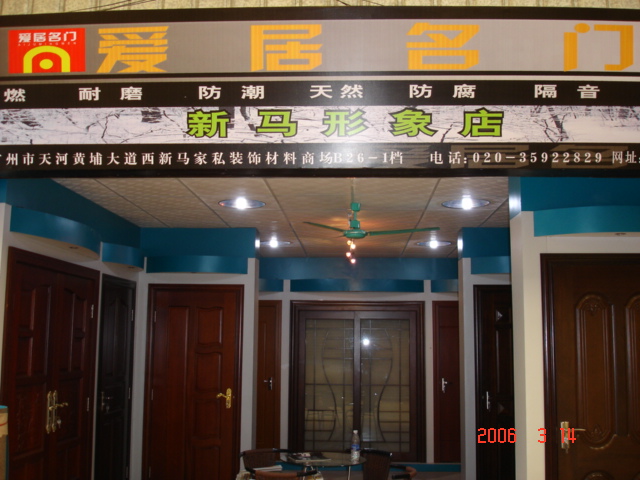 爱居名门
爱居名门
燃 耐磨 防潮 天然 防腐 隔音
新马形象店
州市天河黄埔大道西新马家私装饰材料商场B26-1档 电话:020-35922829 网址:
2006 3 14